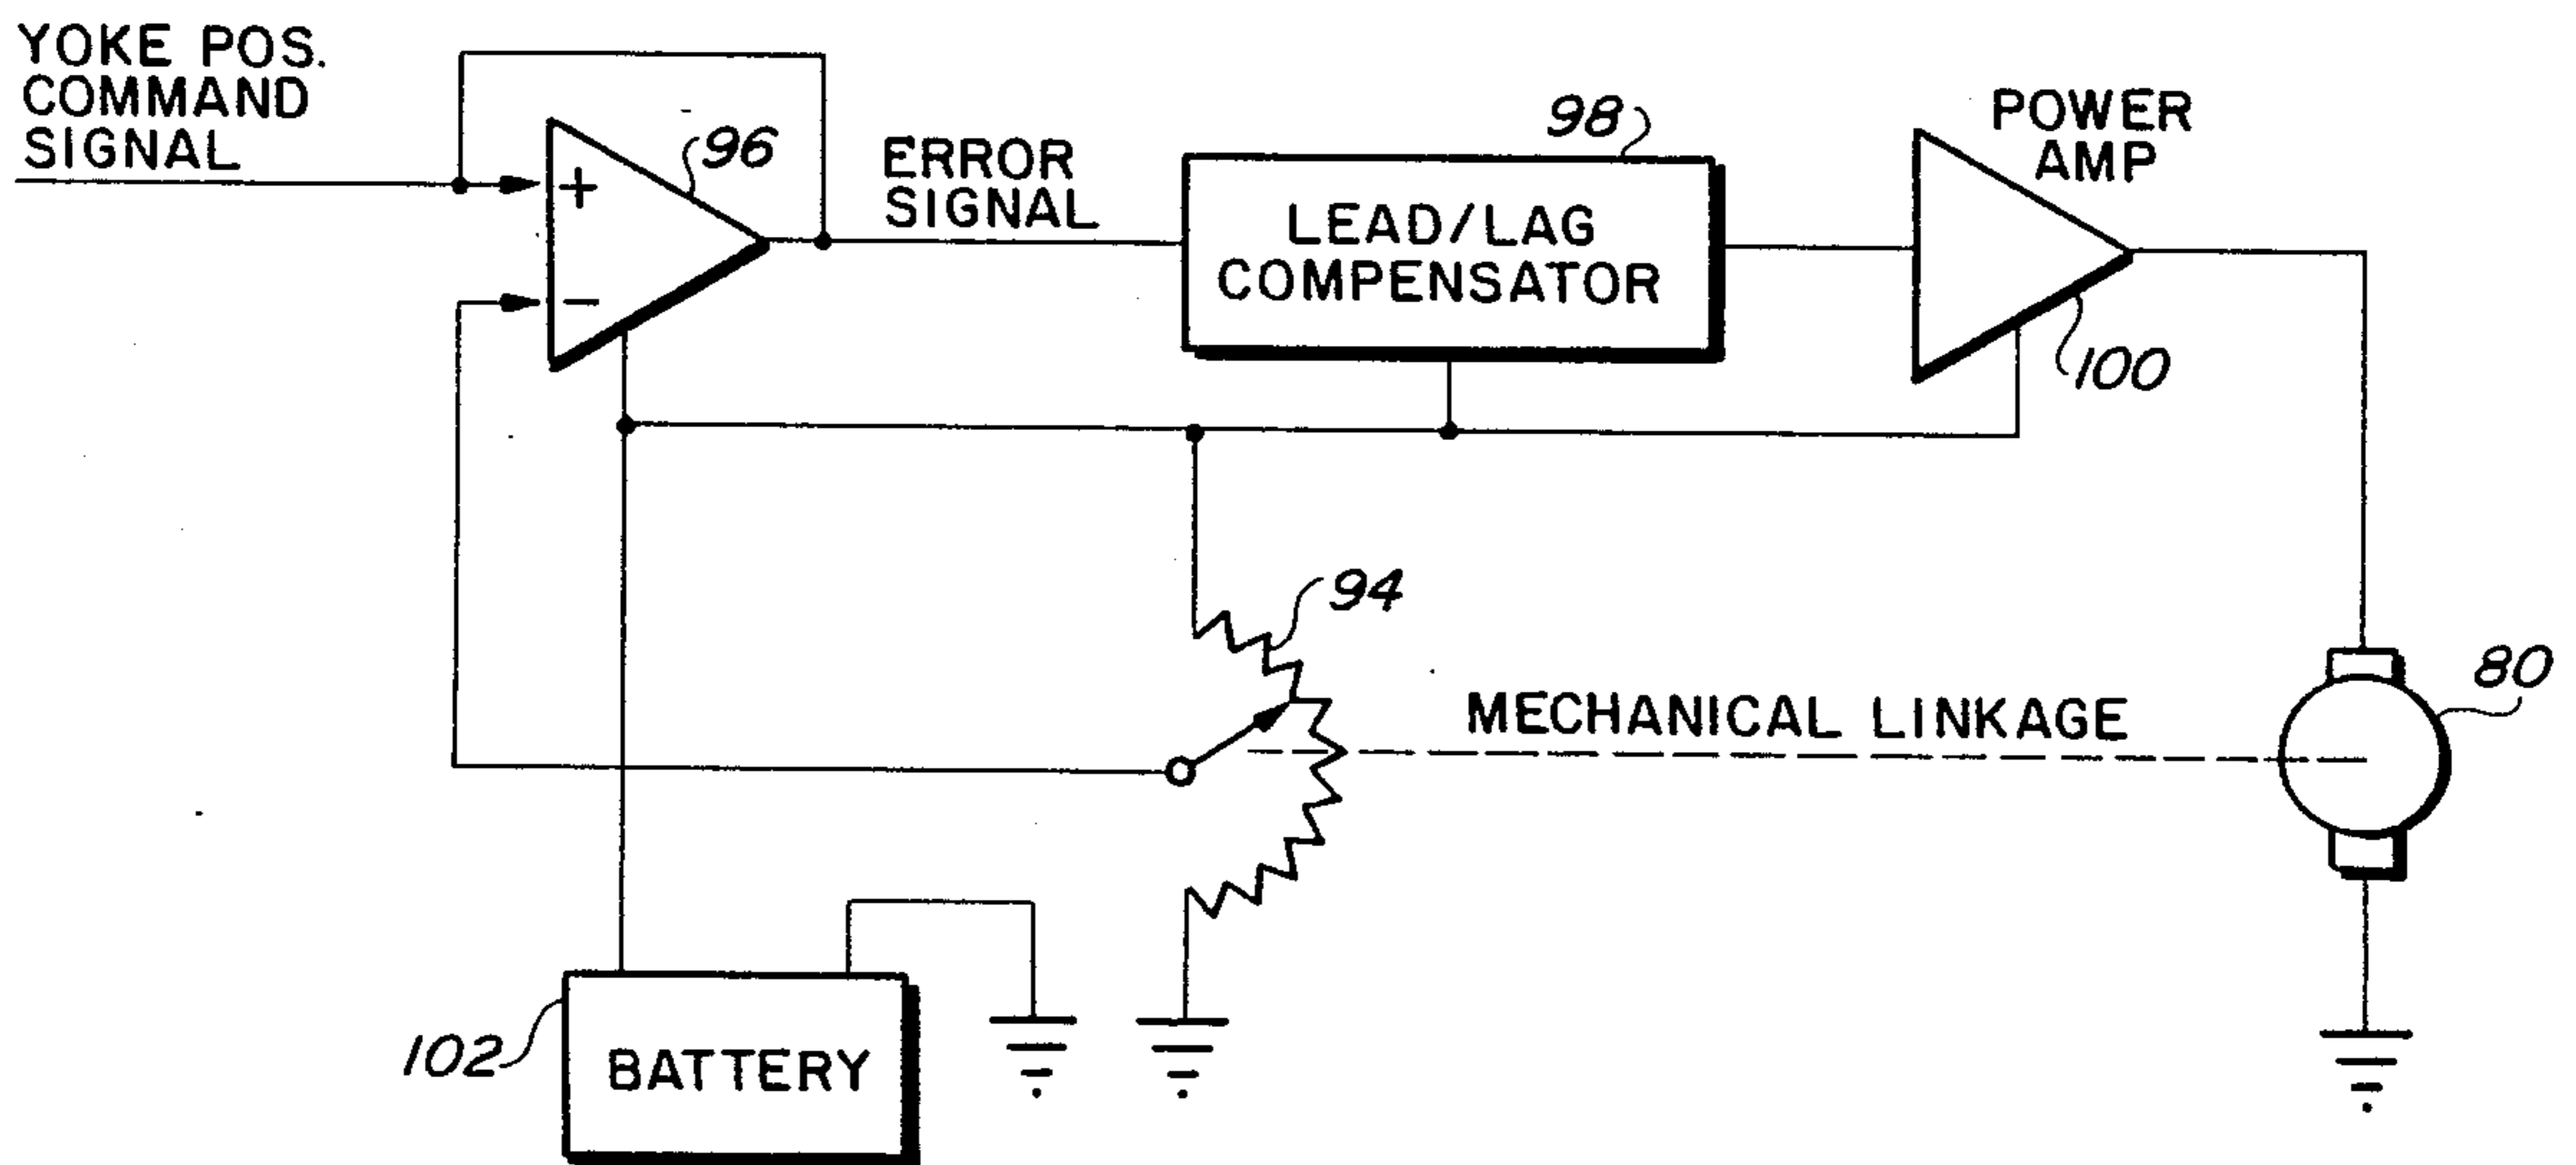 YOKE POS.
COMMAND
SIGNAL
+
−
96
ERROR
SIGNAL
98
LEAD/LAG
COMPENSATOR
POWER
AMP
100
94
MECHANICAL LINKAGE
80
102
BATTERY